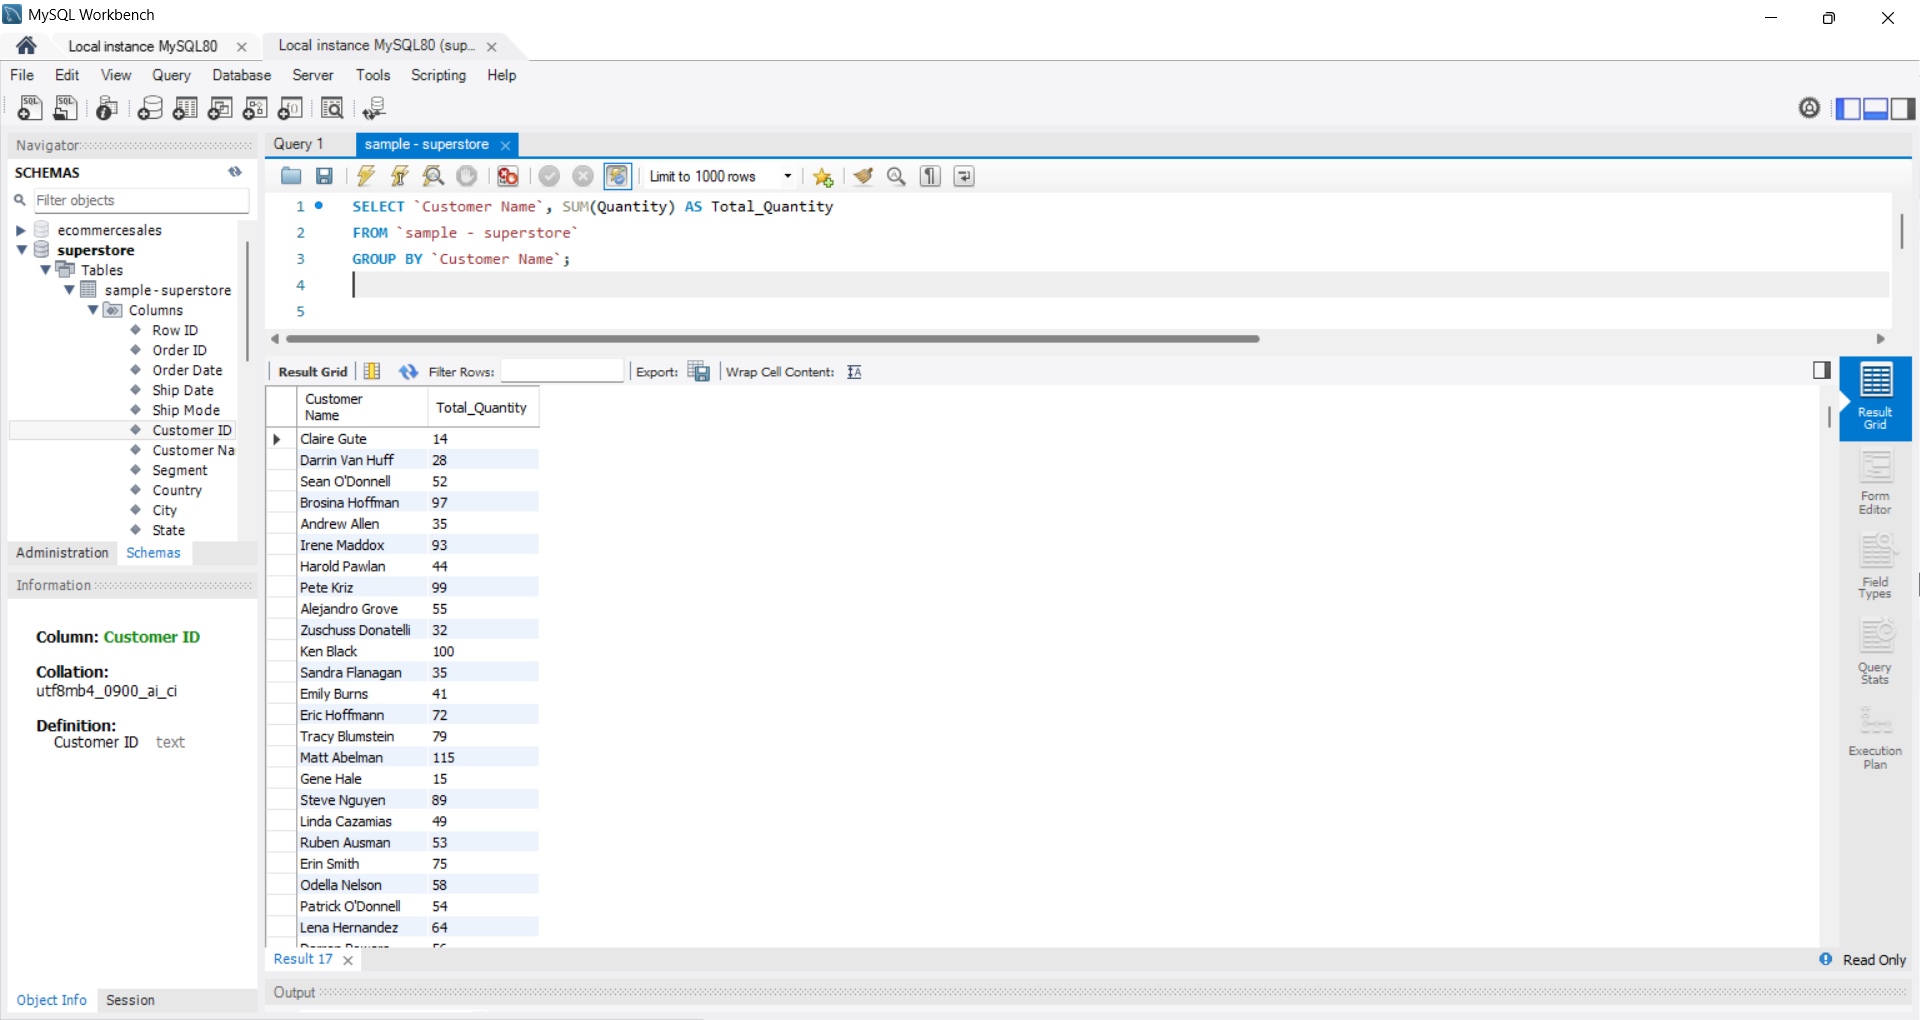 MySQL Workbench
Local instance MySQL80
Local instance MySQL80 (sup...
File Edit View Query Database Server Tools Scripting Help
Navigator
SCHEMAS
Filter objects
ecommercesales
superstore
Tables
sample - superstore
Columns
Row ID
Order ID
Order Date
Ship Date
Ship Mode
Customer ID
Customer Na
Segment
Country
City
State
Administration Schemas
Information
Column: Customer ID
Collation:
utf8mb4_0900_ai_ci
Definition:
Customer ID text
Object Info Session
Query 1 sample - superstore
Limit to 1000 rows
1 SELECT `Customer Name`, SUM(Quantity) AS Total_Quantity
2 FROM `sample - superstore`
3 GROUP BY `Customer Name`;
4
5
Result Grid Filter Rows: Export: Wrap Cell Content:
Customer Name Total_Quantity
Claire Gute 14
Darrin Van Huff 28
Sean O'Donnell 52
Brosina Hoffman 97
Andrew Allen 35
Irene Maddox 93
Harold Pawlan 44
Pete Kriz 99
Alejandro Grove 55
Zuschuss Donatelli 32
Ken Black 100
Sandra Flanagan 35
Emily Burns 41
Eric Hoffmann 72
Tracy Blumstein 79
Matt Abelman 115
Gene Hale 15
Steve Nguyen 89
Linda Cazamias 49
Ruben Ausman 53
Erin Smith 75
Odella Nelson 58
Patrick O'Donnell 54
Lena Hernandez 64
Result
Grid
Form
Editor
Field
Types
Query
Stats
Execution
Plan
Result 17
Read Only
Output